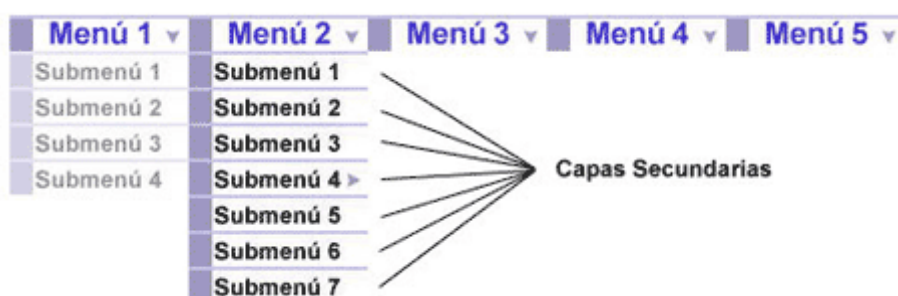 Menú 1 Menú 2 Menú 3 Menú 4 Menú 5
Submenú 1 Submenú 1
Submenú 2 Submenú 2
Submenú 3 Submenú 3
Submenú 4 Submenú 4
Capas Secundarias
Submenú 5
Submenú 6
Submenú 7